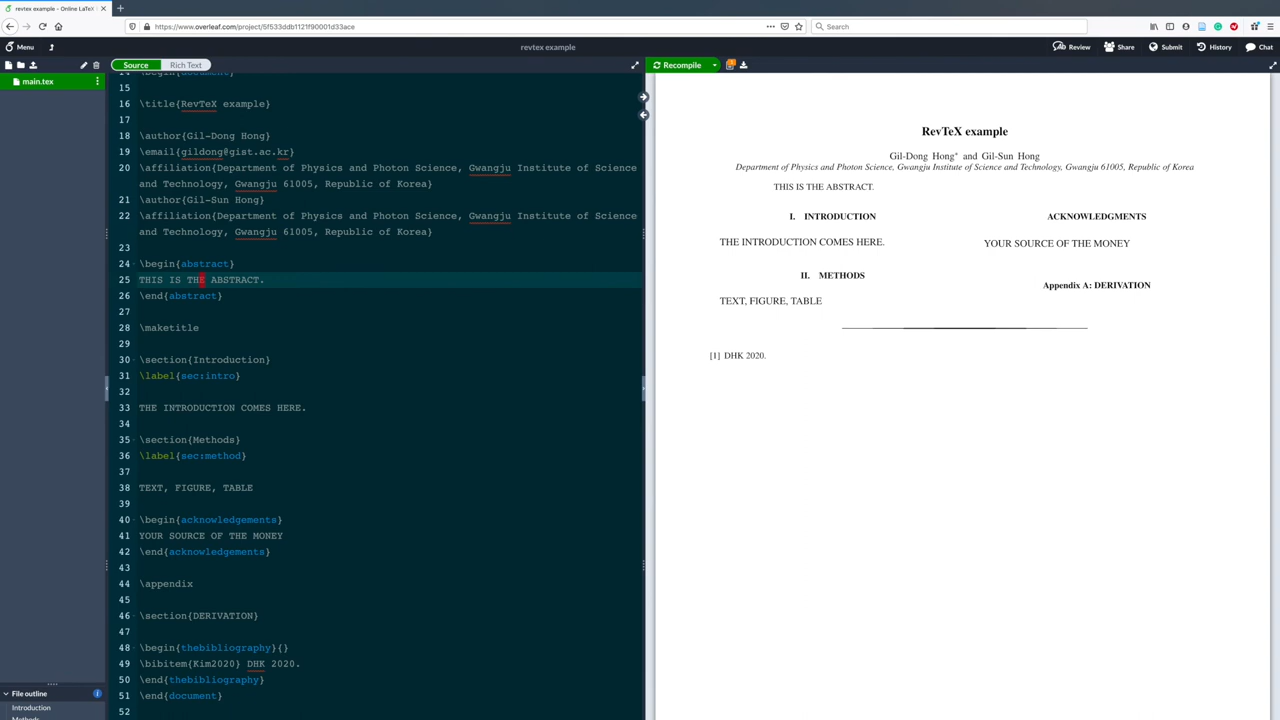 revtex example - Online LaTeX
https://www.overleaf.com/project/5f533ddb1121f90001d33ace
Search
Menu
revtex example
Review
Share
Submit
History
Chat
Source
Rich Text
Recompile
main.tex
14 \begin{document}
15
16 \title{RevTeX example}
17
18 \author{Gil-Dong Hong}
19 \email{gildong@gist.ac.kr}
20 \affiliation{Department of Physics and Photon Science, Gwangju Institute of Science
and Technology, Gwangju 61005, Republic of Korea}
21 \author{Gil-Sun Hong}
22 \affiliation{Department of Physics and Photon Science, Gwangju Institute of Science
and Technology, Gwangju 61005, Republic of Korea}
23
24 \begin{abstract}
25 THIS IS THE ABSTRACT.
26 \end{abstract}
27
28 \maketitle
29
30 \section{Introduction}
31 \label{sec:intro}
32
33 THE INTRODUCTION COMES HERE.
34
35 \section{Methods}
36 \label{sec:method}
37
38 TEXT, FIGURE, TABLE
39
40 \begin{acknowledgements}
41 YOUR SOURCE OF THE MONEY
42 \end{acknowledgements}
43
44 \appendix
45
46 \section{DERIVATION}
47
48 \begin{thebibliography}{}
49 \bibitem{Kim2020} DHK 2020.
50 \end{thebibliography}
51 \end{document}
52
File outline
Introduction
Methods
RevTeX example
Gil-Dong Hong* and Gil-Sun Hong
Department of Physics and Photon Science, Gwangju Institute of Science and Technology, Gwangju 61005, Republic of Korea
THIS IS THE ABSTRACT.
I. INTRODUCTION
THE INTRODUCTION COMES HERE.
II. METHODS
TEXT, FIGURE, TABLE
ACKNOWLEDGMENTS
YOUR SOURCE OF THE MONEY
Appendix A: DERIVATION
[1] DHK 2020.